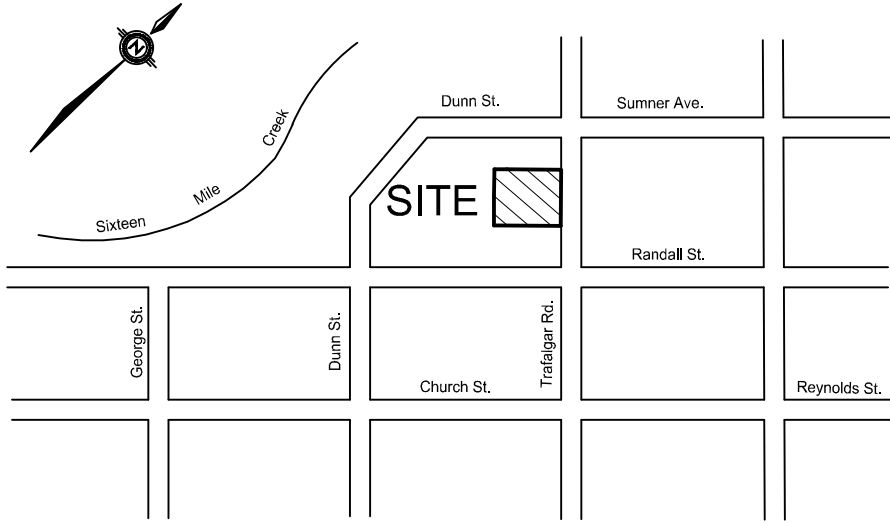 N
Dunn St.
Sumner Ave.
Creek
Mile
Sixteen
SITE
Randall St.
George St.
Dunn St.
Trafalgar Rd.
Church St.
Reynolds St.